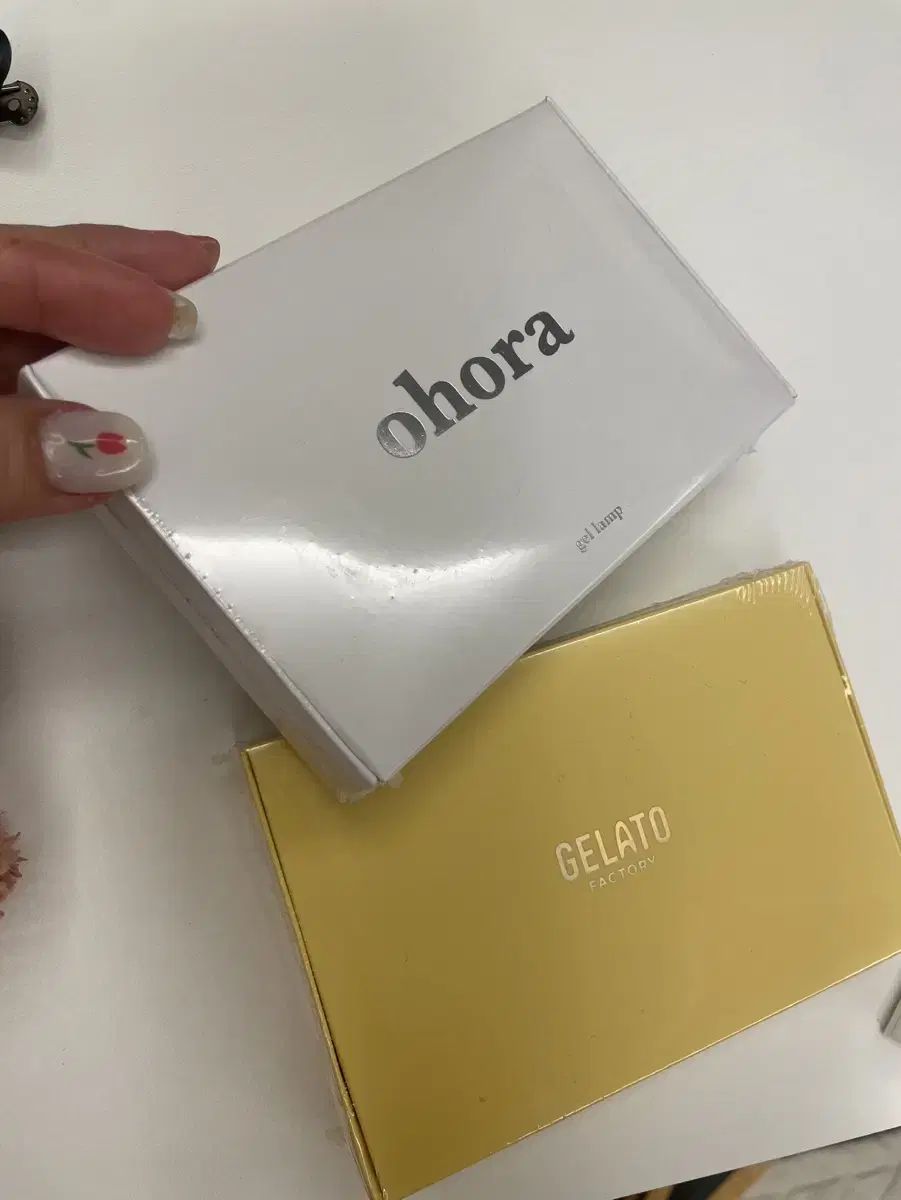 ohora
gel lamp
GELATO
FACTORY